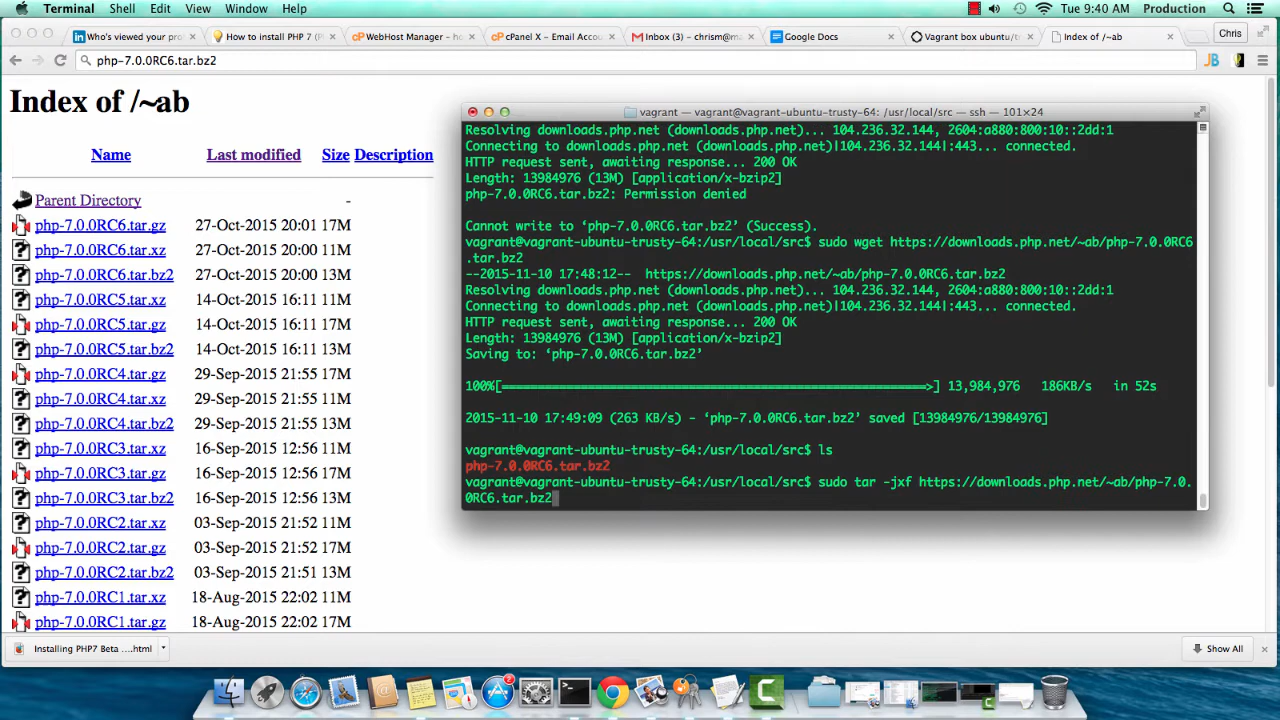 Terminal Shell Edit View Window Help Tue 9:40 AM Production
Who's viewed your pro
How to install PHP 7 (
cP WebHost Manager - ho
cP cPanel X - Email Accou
Inbox (3) - chrism@ma
Google Docs
Vagrant box ubuntu/tr
Index of /~ab
Chris
php-7.0.0RC6.tar.bz2
Index of /~ab
Name Last modified Size Description
Parent Directory -
php-7.0.0RC6.tar.gz 27-Oct-2015 20:01 17M
php-7.0.0RC6.tar.xz 27-Oct-2015 20:00 11M
php-7.0.0RC6.tar.bz2 27-Oct-2015 20:00 13M
php-7.0.0RC5.tar.xz 14-Oct-2015 16:11 11M
php-7.0.0RC5.tar.gz 14-Oct-2015 16:11 17M
php-7.0.0RC5.tar.bz2 14-Oct-2015 16:11 13M
php-7.0.0RC4.tar.gz 29-Sep-2015 21:55 17M
php-7.0.0RC4.tar.xz 29-Sep-2015 21:55 11M
php-7.0.0RC4.tar.bz2 29-Sep-2015 21:55 13M
php-7.0.0RC3.tar.xz 16-Sep-2015 12:56 11M
php-7.0.0RC3.tar.gz 16-Sep-2015 12:56 17M
php-7.0.0RC3.tar.bz2 16-Sep-2015 12:56 13M
php-7.0.0RC2.tar.xz 03-Sep-2015 21:52 11M
php-7.0.0RC2.tar.gz 03-Sep-2015 21:52 17M
php-7.0.0RC2.tar.bz2 03-Sep-2015 21:51 13M
php-7.0.0RC1.tar.xz 18-Aug-2015 22:02 11M
php-7.0.0RC1.tar.gz 18-Aug-2015 22:02 17M
vagrant — vagrant@vagrant-ubuntu-trusty-64: /usr/local/src — ssh — 101×24
Resolving downloads.php.net (downloads.php.net)... 104.236.32.144, 2604:a880:800:10::2dd:1
Connecting to downloads.php.net (downloads.php.net)|104.236.32.144|:443... connected.
HTTP request sent, awaiting response... 200 OK
Length: 13984976 (13M) [application/x-bzip2]
php-7.0.0RC6.tar.bz2: Permission denied
Cannot write to ‘php-7.0.0RC6.tar.bz2’ (Success).
vagrant@vagrant-ubuntu-trusty-64:/usr/local/src$ sudo wget https://downloads.php.net/~ab/php-7.0.0RC6
.tar.bz2
--2015-11-10 17:48:12-- https://downloads.php.net/~ab/php-7.0.0RC6.tar.bz2
Resolving downloads.php.net (downloads.php.net)... 104.236.32.144, 2604:a880:800:10::2dd:1
Connecting to downloads.php.net (downloads.php.net)|104.236.32.144|:443... connected.
HTTP request sent, awaiting response... 200 OK
Length: 13984976 (13M) [application/x-bzip2]
Saving to: ‘php-7.0.0RC6.tar.bz2’
100%[===========================================================>] 13,984,976 186KB/s in 52s
2015-11-10 17:49:09 (263 KB/s) - ‘php-7.0.0RC6.tar.bz2’ saved [13984976/13984976]
vagrant@vagrant-ubuntu-trusty-64:/usr/local/src$ ls
php-7.0.0RC6.tar.bz2
vagrant@vagrant-ubuntu-trusty-64:/usr/local/src$ sudo tar -jxf https://downloads.php.net/~ab/php-7.0.
0RC6.tar.bz2
Installing PHP7 Beta ....html
Show All
2